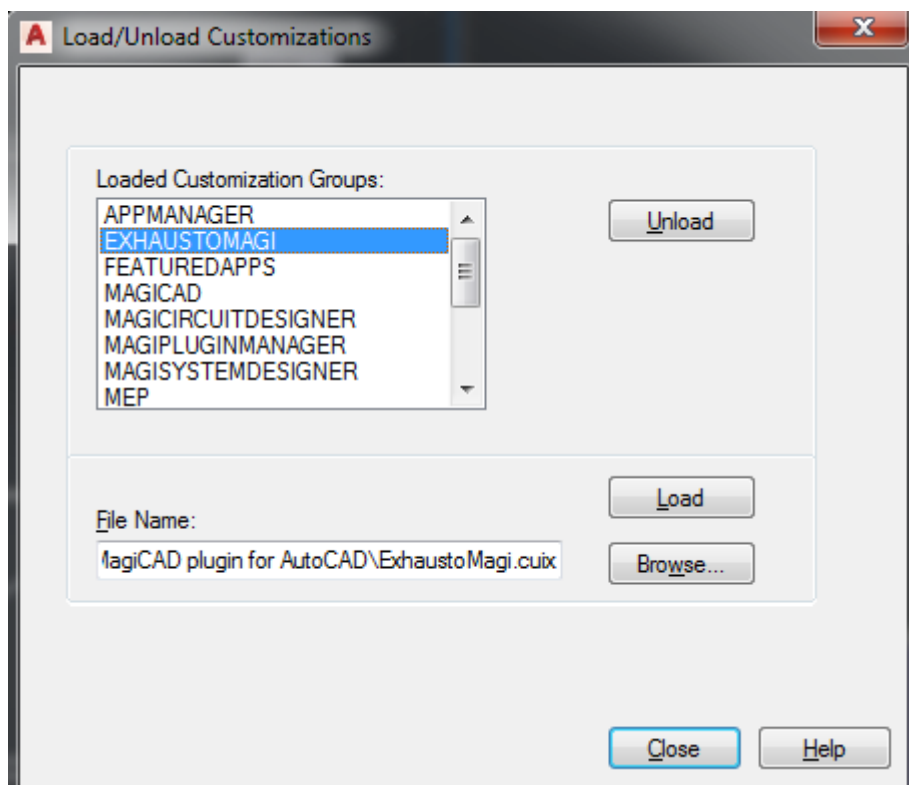 A Load/Unload Customizations
Loaded Customization Groups:
APPMANAGER
EXHAUSTOMAGI
FEATUREDAPPS
MAGICAD
MAGICIRCUITDESIGNER
MAGIPLUGINMANAGER
MAGISYSTEMDESIGNER
MEP
Unload
Load
File Name:
MagiCAD plugin for AutoCAD\ExhaustoMagi.cuix
Browse...
Close
Help